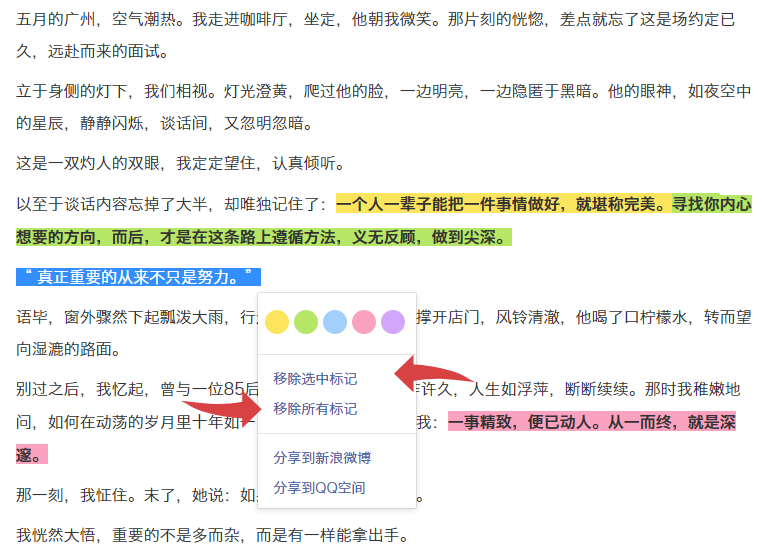 五月的广州，空气潮热。我走进咖啡厅，坐定，他朝我微笑。那片刻的恍惚，差点就忘了这是场约定已
久，远赴而来的面试。
立于身侧的灯下，我们相视。灯光澄黄，爬过他的脸，一边明亮，一边隐匿于黑暗。他的眼神，如夜空中
的星辰，静静闪烁，谈话间，又忽明忽暗。
这是一双灼人的双眼，我定定望住，认真倾听。
以至于谈话内容忘掉了大半，却唯独记住了：一个人一辈子能把一件事情做好，就堪称完美。寻找你内心
想要的方向，而后，才是在这条路上遵循方法，义无反顾，做到尖深。
“ 真正重要的从来不只是努力。”
语毕，窗外骤然下起瓢泼大雨，行 撑开店门，风铃清澈，他喝了口柠檬水，转而望
向湿漉的路面。
移除选中标记
别过之后，我忆起，曾与一位85后 许久，人生如浮萍，断断续续。那时我稚嫩地
移除所有标记
问，如何在动荡的岁月里十年如一 我：一事精致，便已动人。从一而终，就是深
邃。
分享到新浪微博
分享到QQ空间
那一刻，我怔住。末了，她说：如 。
我恍然大悟，重要的不是多而杂，而是有一样能拿出手。